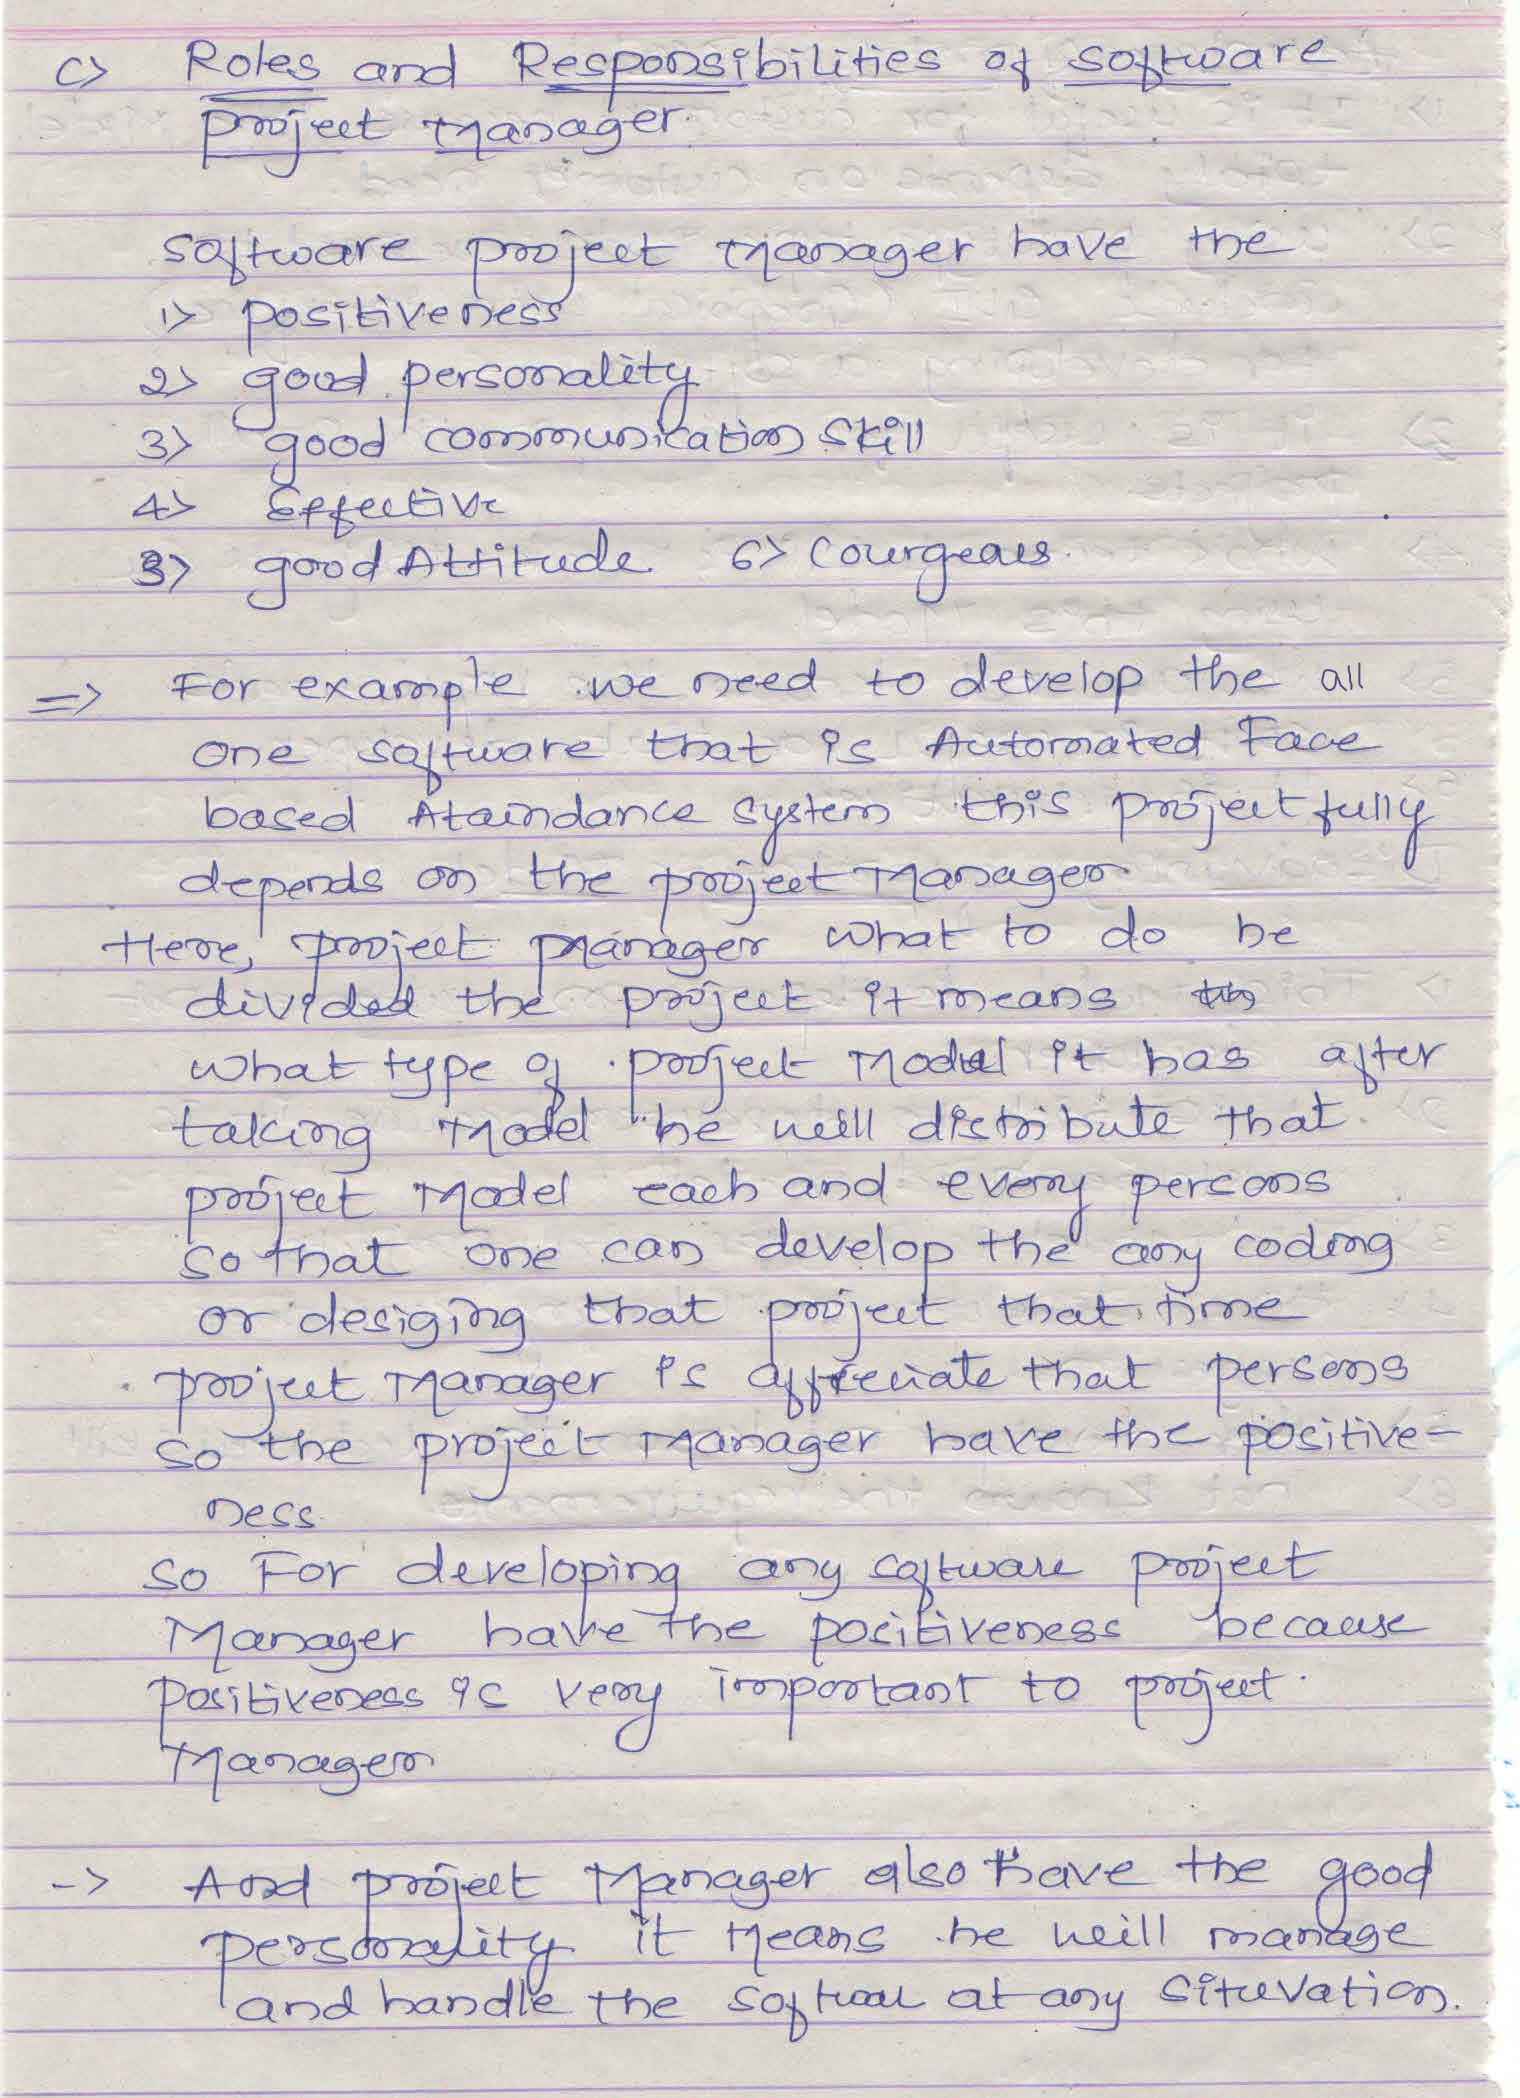 c> Roles and Responsibilities of software
project Manager.
software project Manager have the
1> positiveness
2> good personality
3> good communication skill
4> Effective
5> good Attitude 6> Courgeaus.
=> For example we need to develop the all
one software that is Automated Face
based Ataindance system this project fully
depends on the project Manager
Here, project manager what to do he
divided the project it means
what type of project Model it has after
taking Model he will distribute that
project Model each and every persons
so that one can develop the any coding
or desiging that project that time
project Manager is appreciate that persons
so the project Manager have the positive-
ness.
so For developing any software project
Manager have the positiveness because
positiveness is very important to project
Manager
-> And project Manager also have the good
personality it means he will manage
and handle the softwar at any situvation.